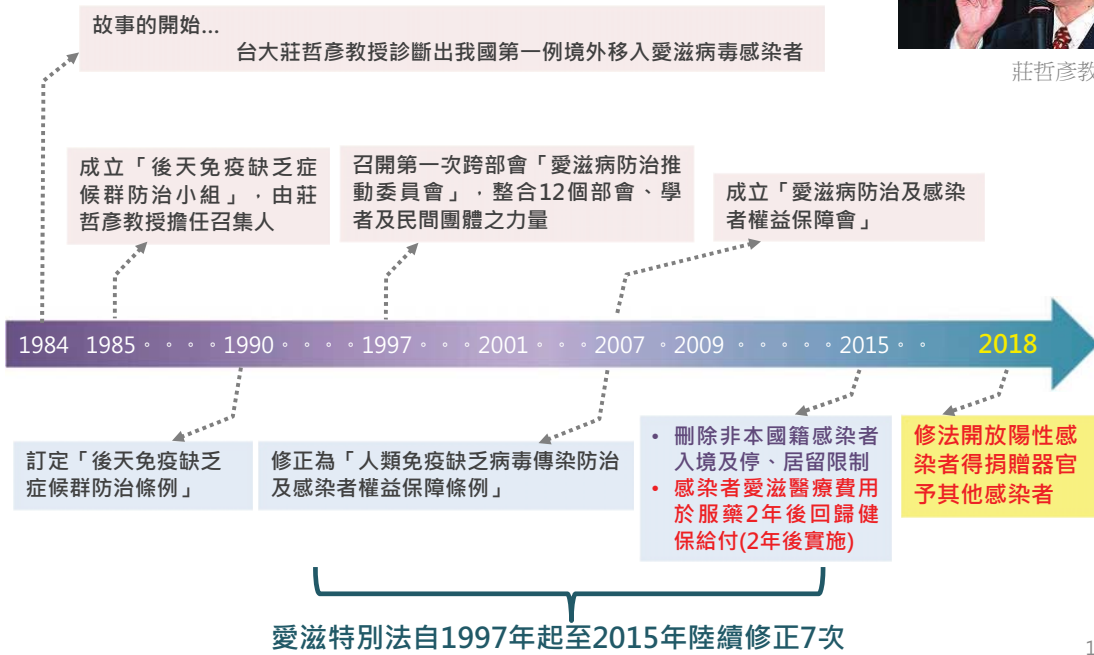 故事的開始...
台大莊哲彥教授診斷出我國第一例境外移入愛滋病毒感染者
莊哲彥教
成立「後天免疫缺乏症
候群防治小組」，由莊
哲彥教授擔任召集人
召開第一次跨部會「愛滋病防治推
動委員會」，整合12個部會、學
者及民間團體之力量
成立「愛滋病防治及感染
者權益保障會」
1984 1985。。。。1990。。。。1997。。。2001。。。2007。2009。。。。。2015。。 2018
訂定「後天免疫缺乏
症候群防治條例」
修正為「人類免疫缺乏病毒傳染防治
及感染者權益保障條例」
• 刪除非本國籍感染者
入境及停、居留限制
• 感染者愛滋醫療費用
於服藥2年後回歸健
保給付(2年後實施)
修法開放陽性感
染者得捐贈器官
予其他感染者
愛滋特別法自1997年起至2015年陸續修正7次
1